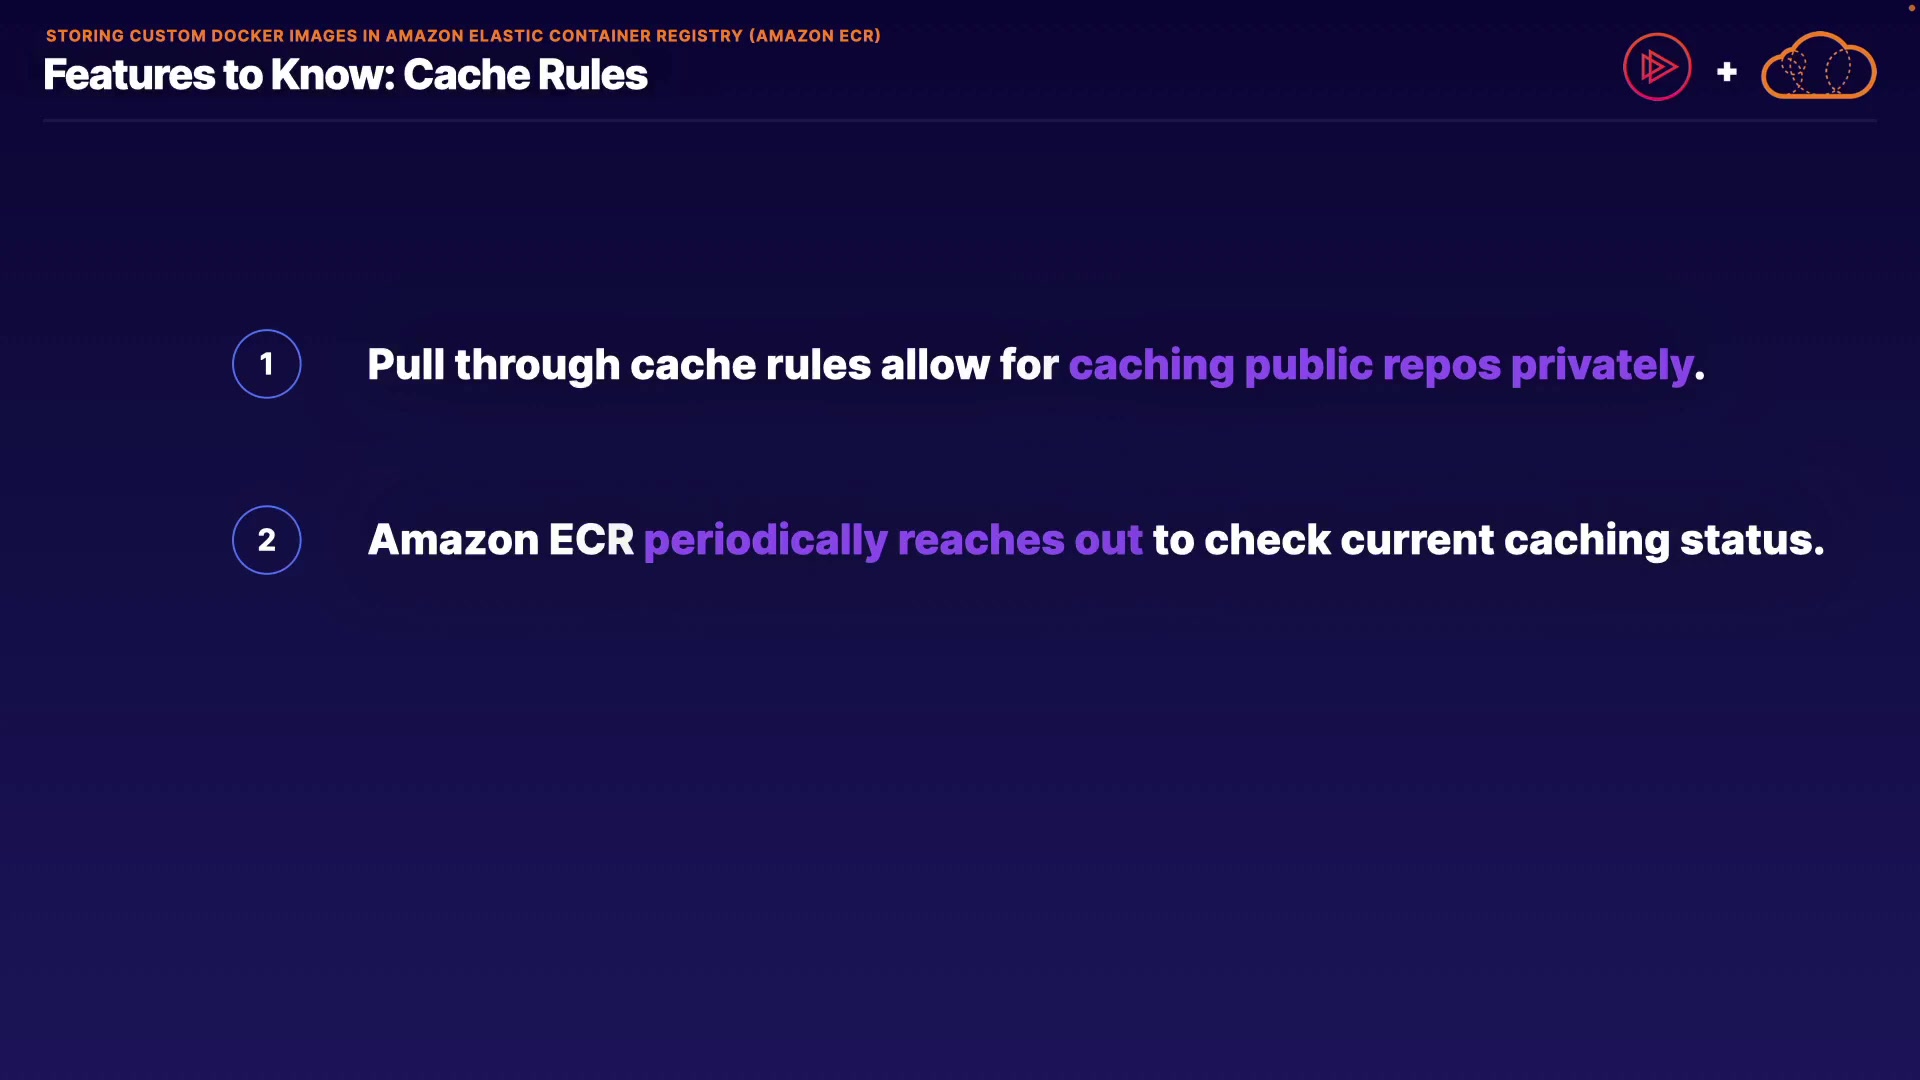 STORING CUSTOM DOCKER IMAGES IN AMAZON ELASTIC CONTAINER REGISTRY (AMAZON ECR)
Features to Know: Cache Rules
+
1 Pull through cache rules allow for caching public repos privately.
2 Amazon ECR periodically reaches out to check current caching status.